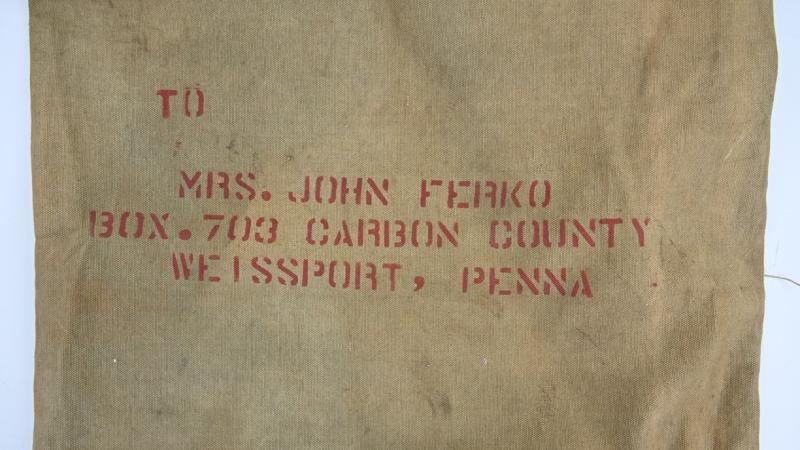 TO
MRS. JOHN FERKO
BOX. 703 CARBON COUNTY
WEISSPORT, PENNA